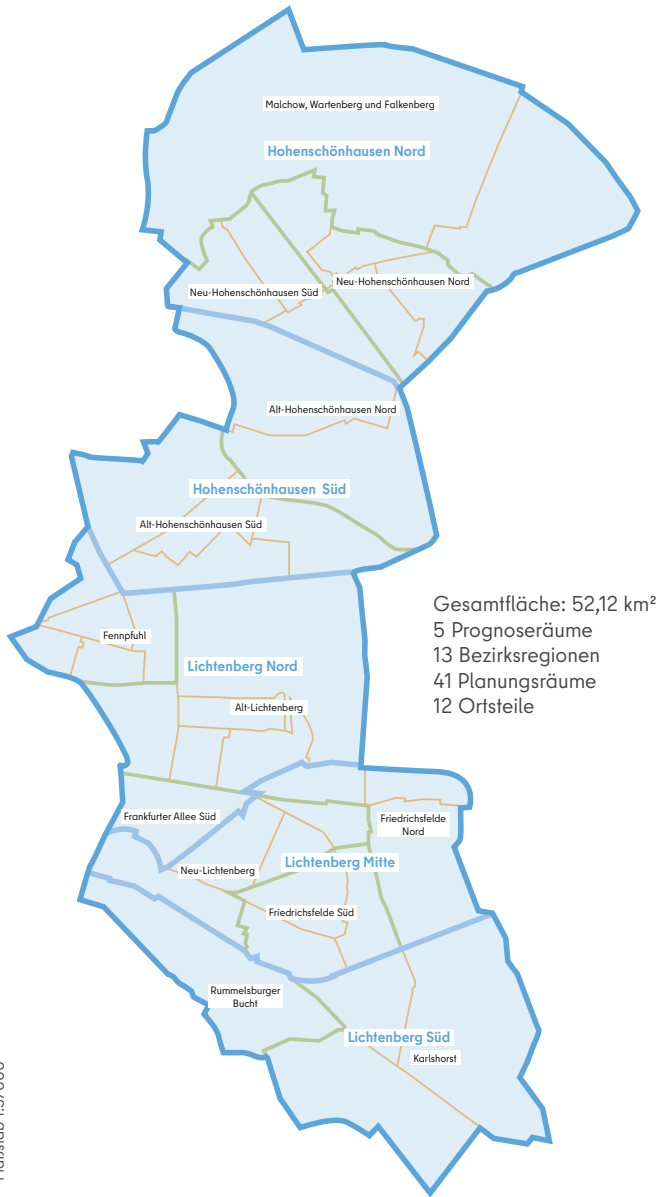 Malchow, Wartenberg und Falkenberg
Hohenschönhausen Nord
Neu-Hohenschönhausen Nord
Neu-Hohenschönhausen Süd
Alt-Hohenschönhausen Nord
Hohenschönhausen Süd
Alt-Hohenschönhausen Süd
Gesamtfläche: 52,12 km²
5 Prognoseräume
13 Bezirksregionen
41 Planungsräume
12 Ortsteile
Fennpfuhl
Lichtenberg Nord
Alt-Lichtenberg
Frankfurter Allee Süd
Friedrichsfelde
Nord
Lichtenberg Mitte
Neu-Lichtenberg
Friedrichsfelde Süd
Rummelsburger
Bucht
Lichtenberg Süd
Karlshorst